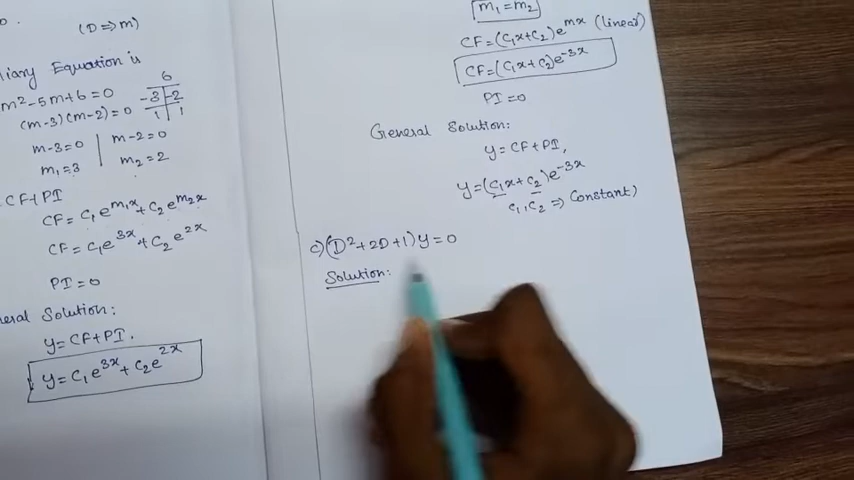 (D⇒m)
Equation is
m²-5m+6=0
6
-3 | -2
1 | 1
(m-3)(m-2)=0
m-3=0 | m-2=0
m₁=3 | m₂=2
CF+PI
CF=C₁e^m₁x+C₂e^m₂x
CF=C₁e^3x+C₂e^2x
PI=0
Solution:
y=CF+PI.
y=C₁e^3x+C₂e^2x
m₁=m₂
CF=(C₁x+C₂)e^mx (linear)
CF=(C₁x+C₂)e^-3x
PI=0
General Solution:
y=CF+PI,
y=(C₁x+C₂)e^-3x
C₁,C₂ ⇒ Constant)
c)(D²+2D+1)y=0
Solution: